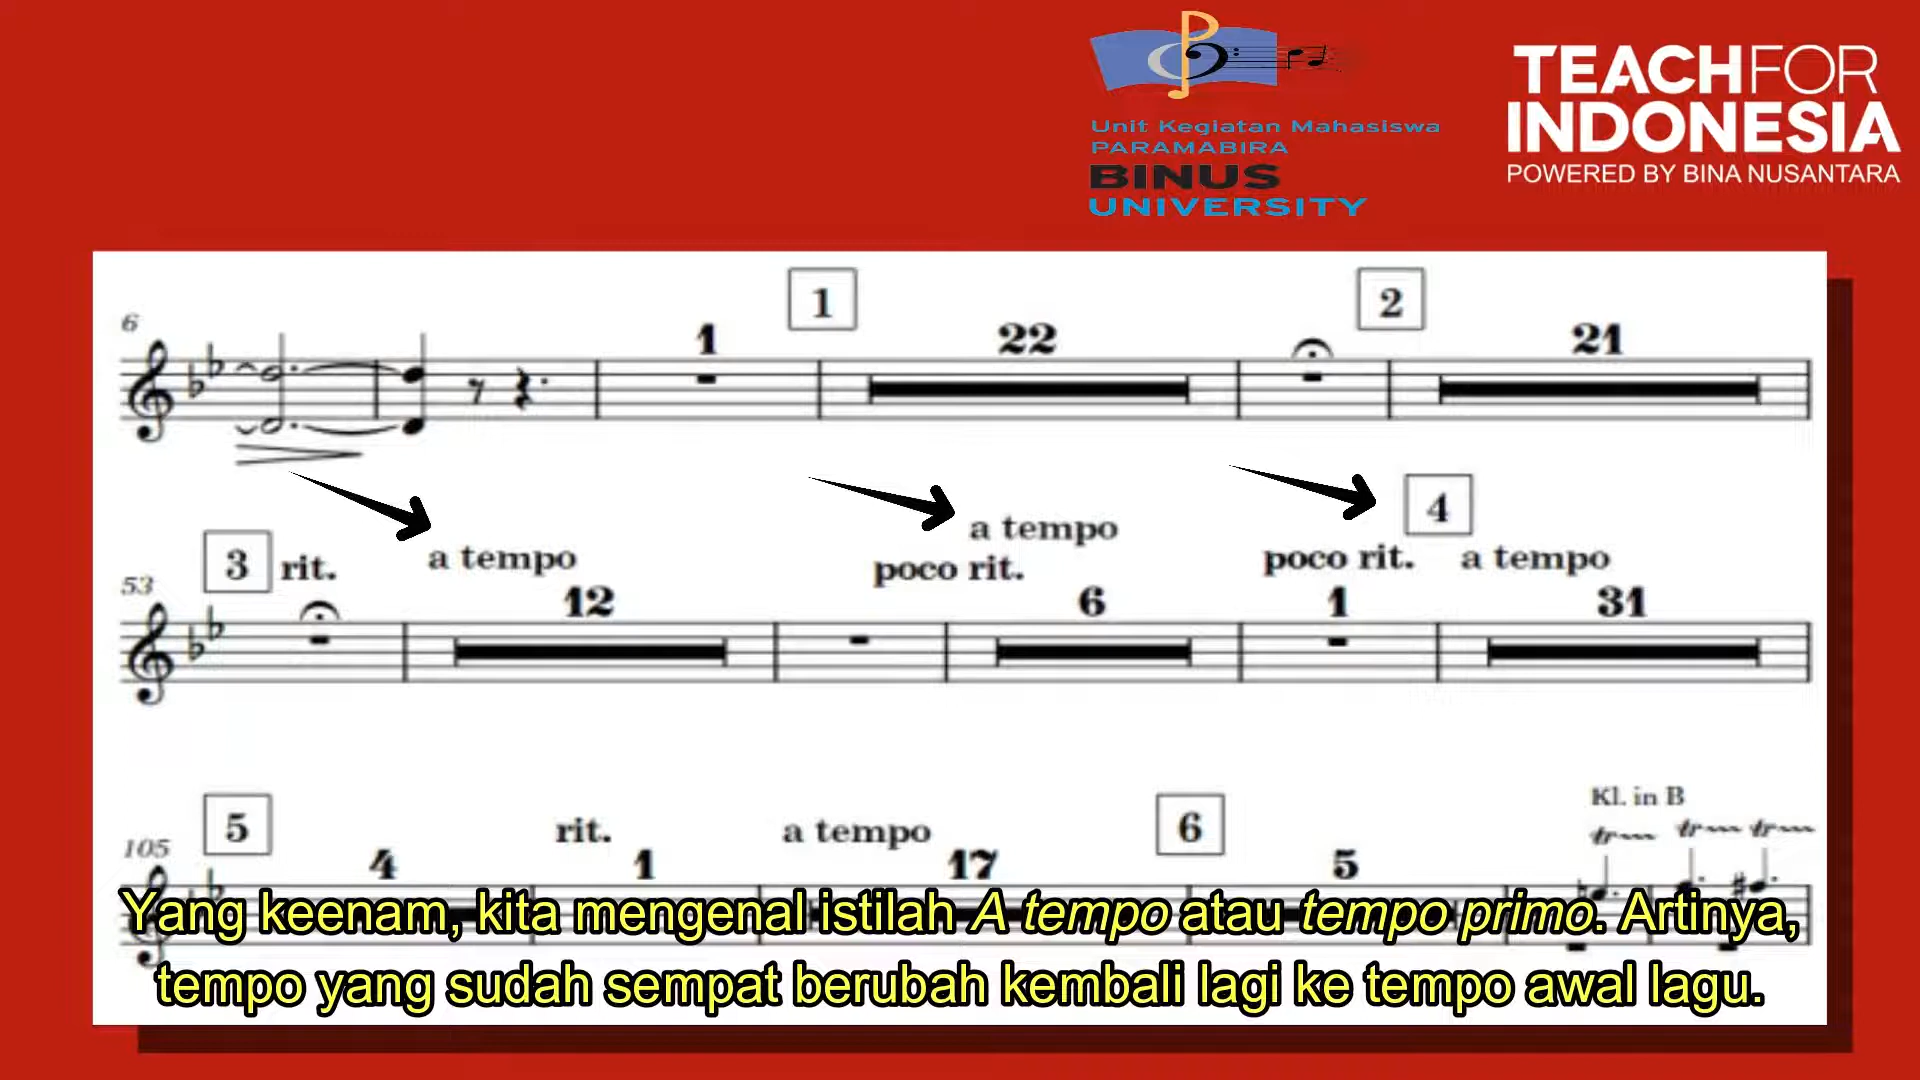 Unit Kegiatan Mahasiswa
PARAMABIRA
BINUS
UNIVERSITY
TEACHFOR
INDONESIA
POWERED BY BINA NUSANTARA
1
2
6
1
22
21
4
a tempo
3 rit.
a tempo
poco rit.
poco rit.
a tempo
53
12
6
1
31
Kl. in B
5
rit.
a tempo
6
tr tr tr
105
4
1
17
5
Yang keenam, kita mengenal istilah A tempo atau tempo primo. Artinya,
tempo yang sudah sempat berubah kembali lagi ke tempo awal lagu.